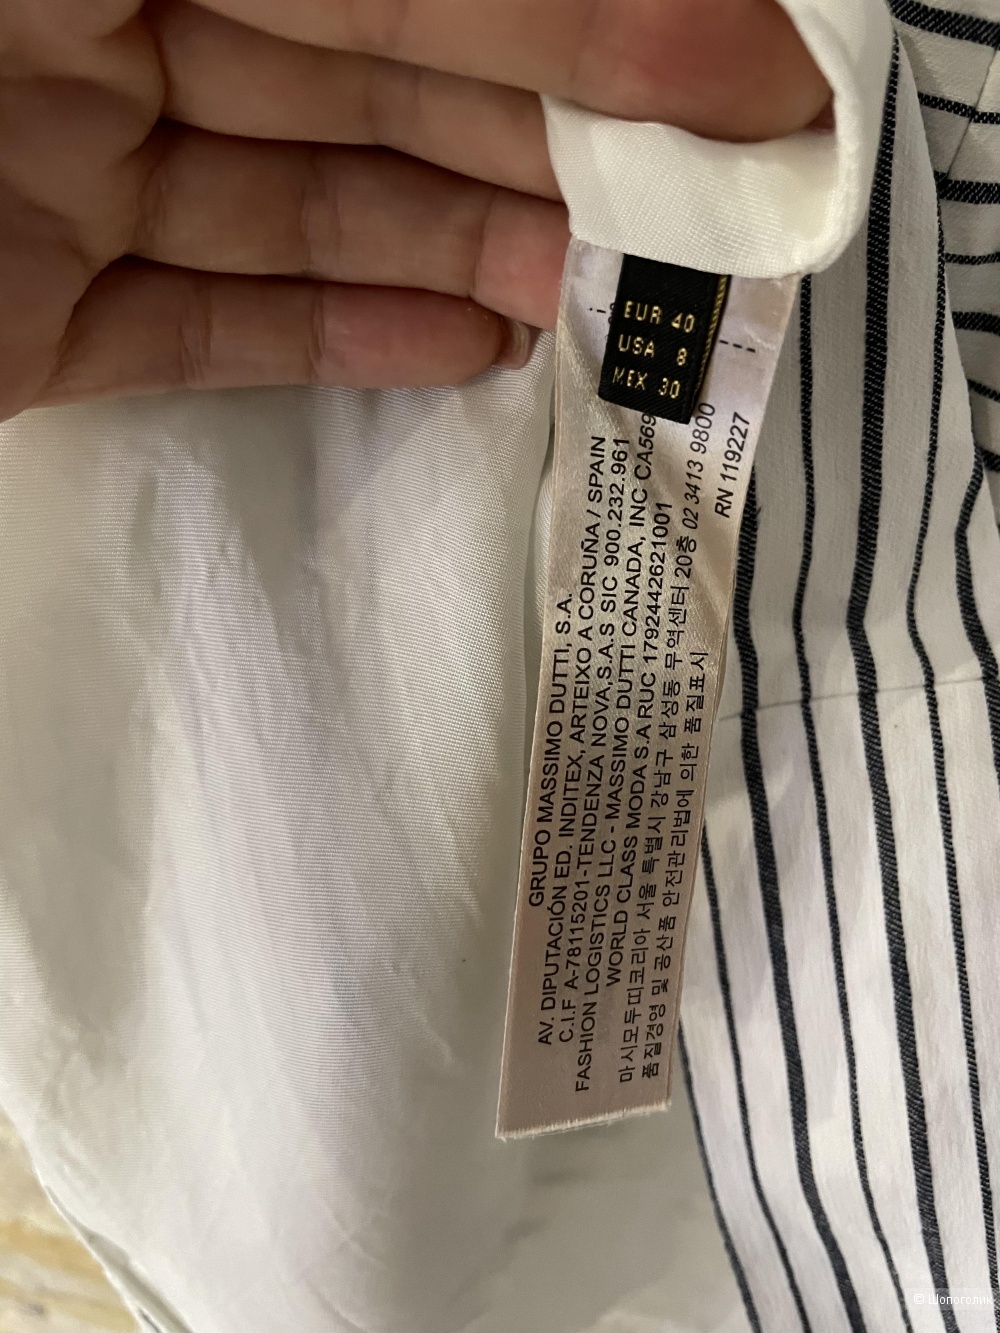 EUR 40
USA 8
MEX 30
GRUPO MASSIMO DUTTI, S.A.
AV. DIPUTACIÓN ED. INDITEX, ARTEIXO A CORUÑA / SPAIN
C.I.F A-78115201-TENDENZA NOVA,S.A.S SIC 900.232.961
FASHION LOGISTICS LLC - MASSIMO DUTTI CANADA, INC CA569
WORLD CLASS MODA S.A RUC 1792442621001
마시모두띠코리아 서울 특별시 강남구 삼성동 무역센터 20층 02 3413 9800
품질경영 및 공산품 안전관리법에 의한 품질표시
RN 119227
© Шопоголик